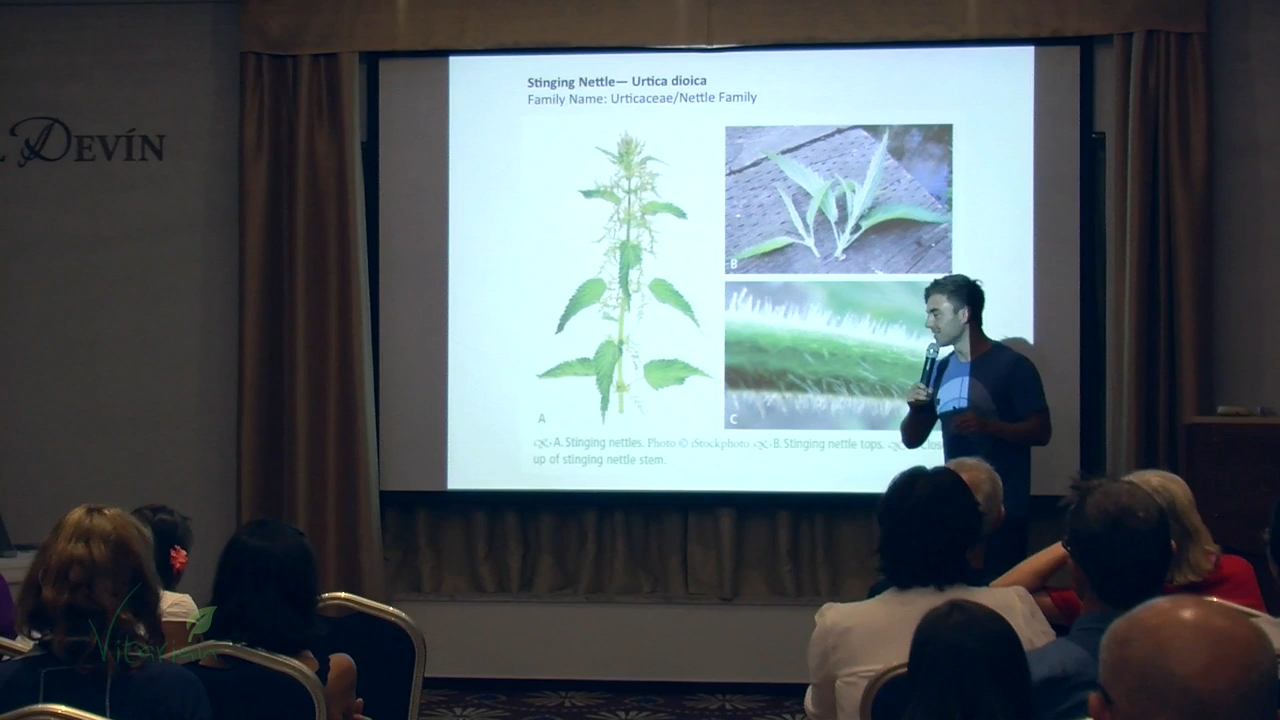 DEVÍN
Stinging Nettle— Urtica dioica
Family Name: Urticaceae/Nettle Family
A
B
C
A. Stinging nettles. Photo © iStockphoto B. Stinging nettle tops.
up of stinging nettle stem.
Vitarian